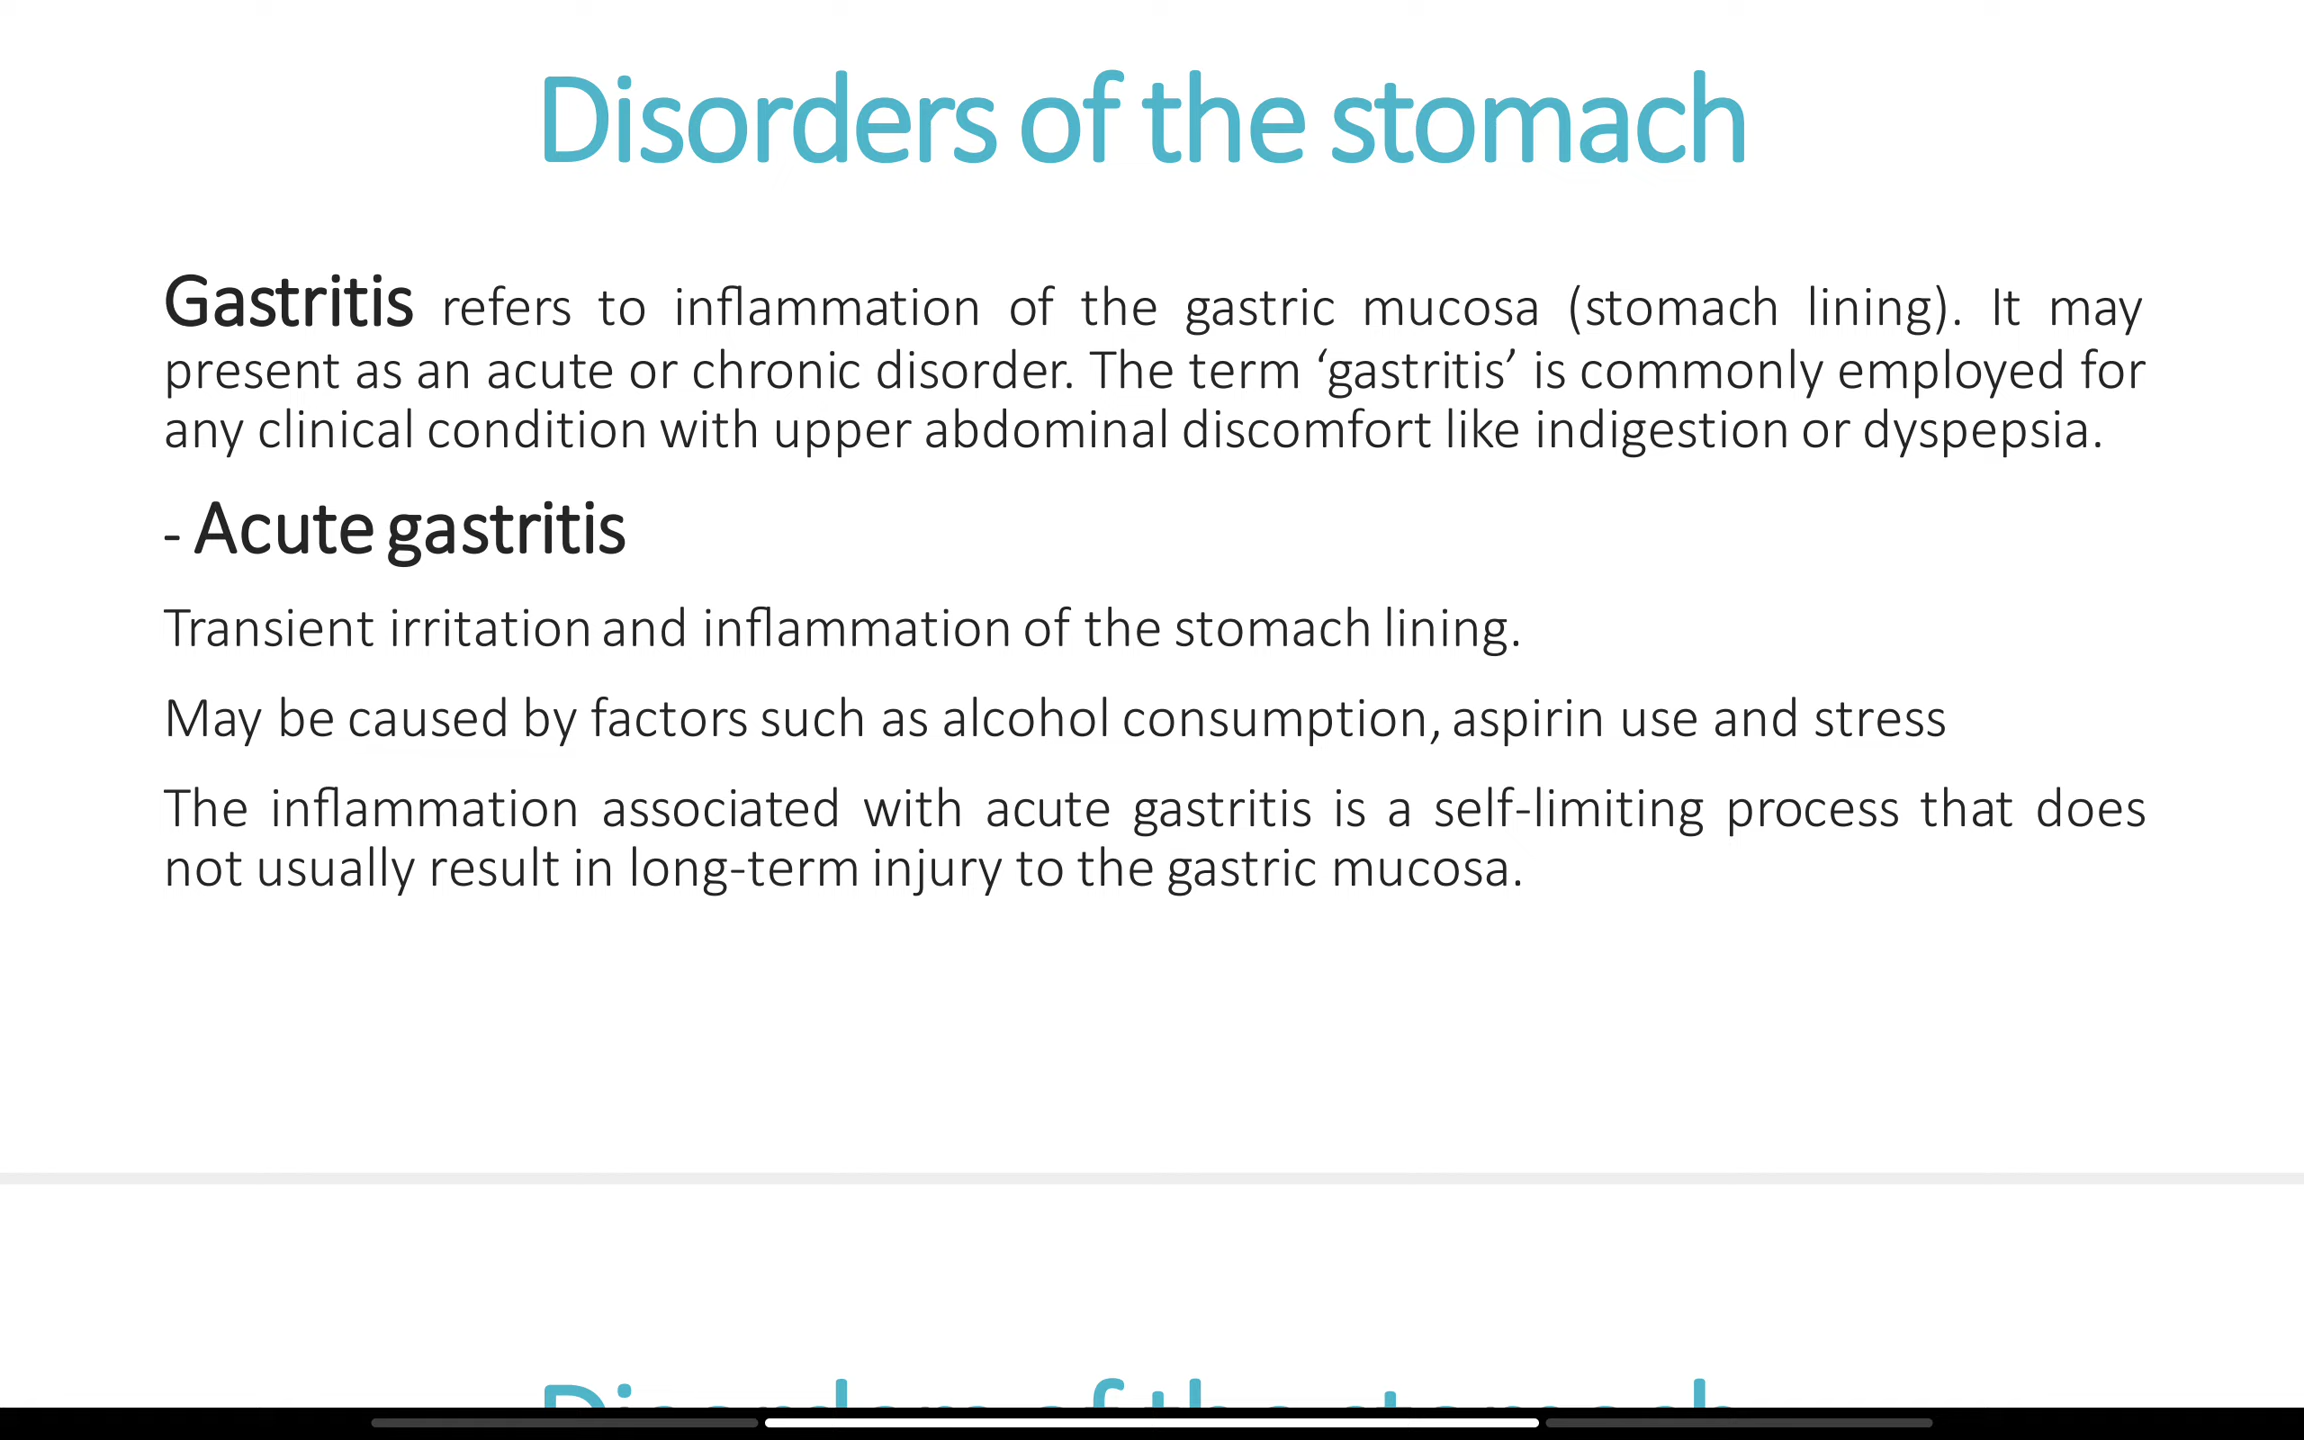 Disorders of the stomach
Gastritis refers to inflammation of the gastric mucosa (stomach lining). It may
present as an acute or chronic disorder. The term ‘gastritis’ is commonly employed for
any clinical condition with upper abdominal discomfort like indigestion or dyspepsia.
- Acute gastritis
Transient irritation and inflammation of the stomach lining.
May be caused by factors such as alcohol consumption, aspirin use and stress
The inflammation associated with acute gastritis is a self-limiting process that does
not usually result in long-term injury to the gastric mucosa.
Disorders of the stomach